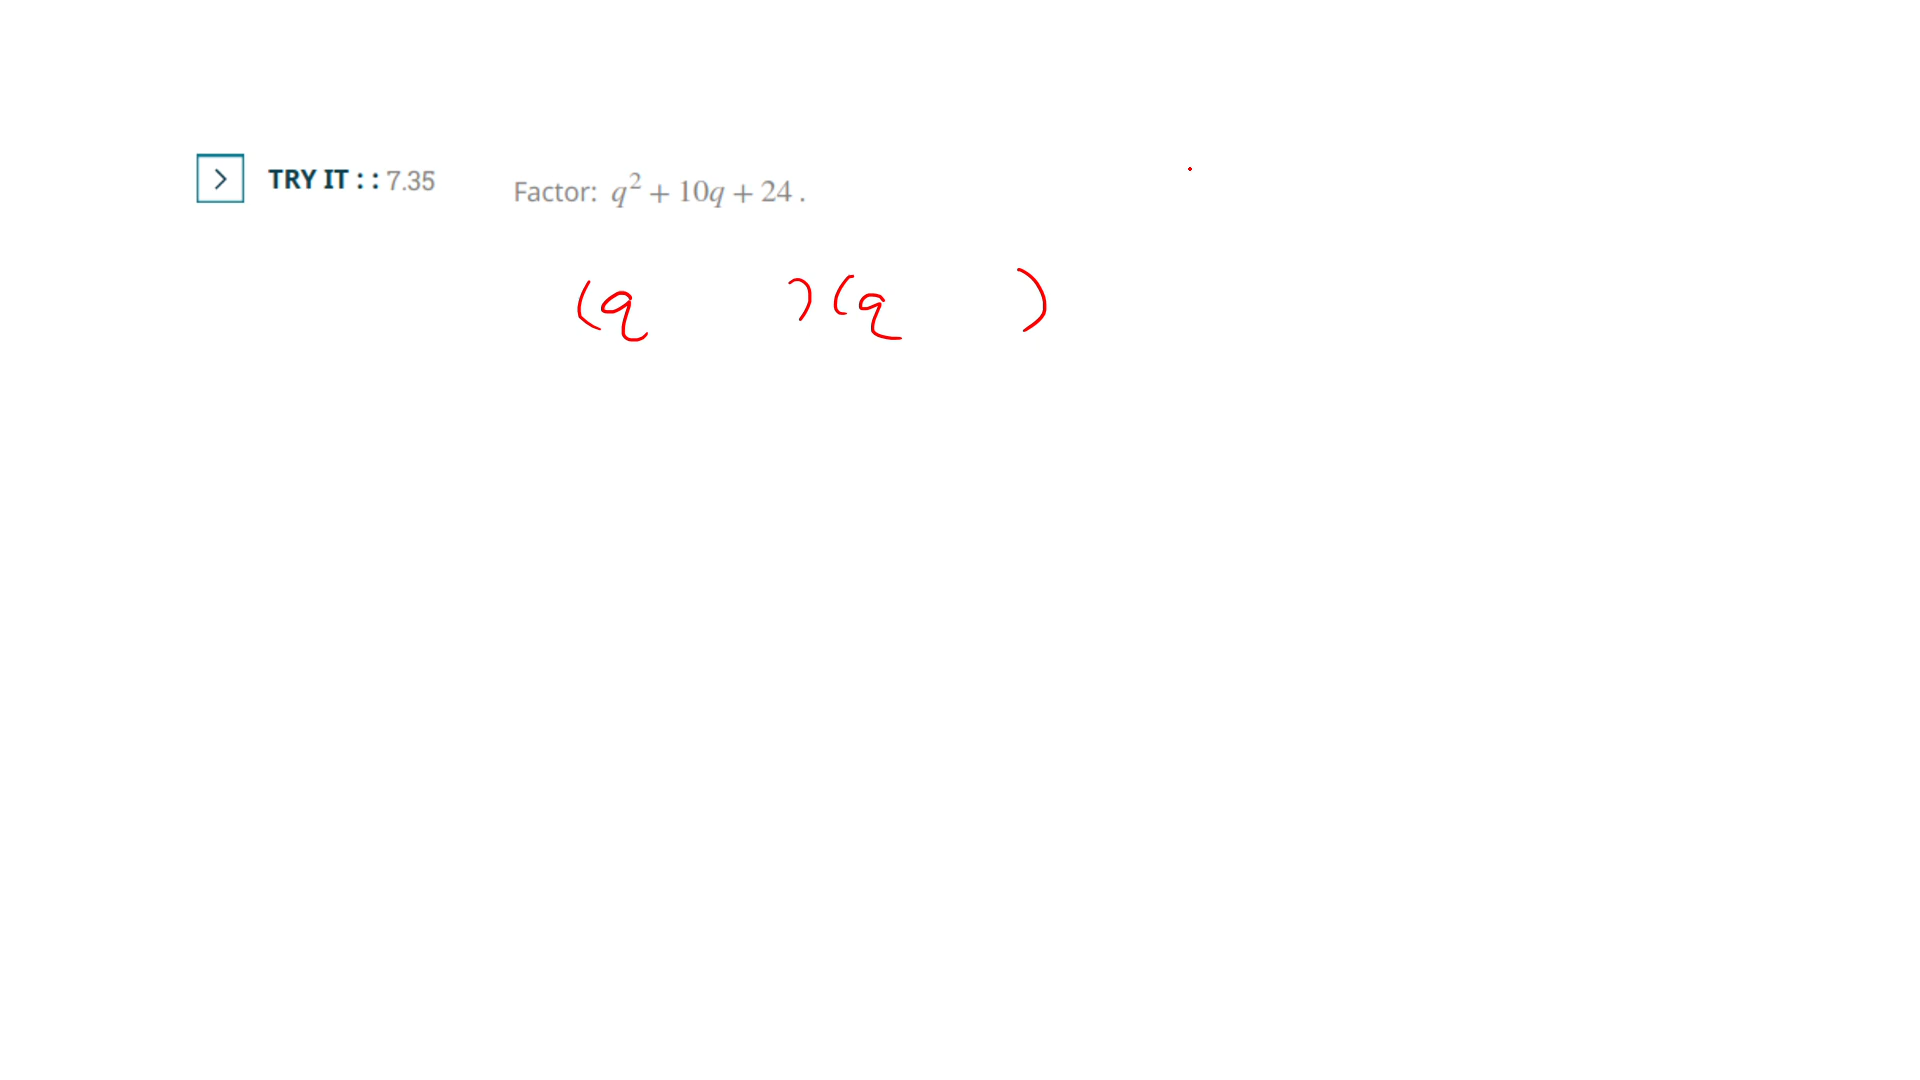 TRY IT : : 7.35 Factor: q² + 10q + 24 .
(q )(q )